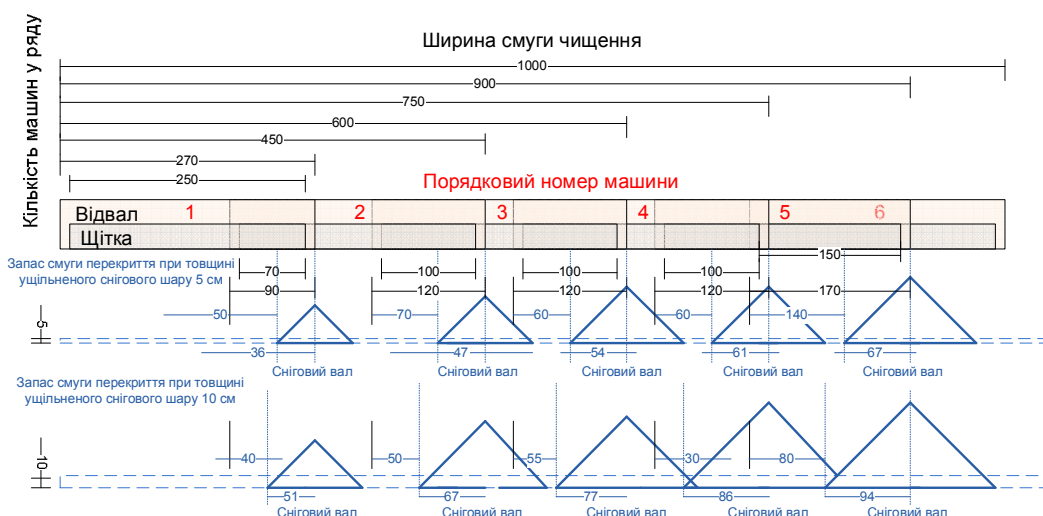 Кількість машин у ряду
Ширина смуги чищення
1000
900
750
600
450
270
250
Порядковий номер машини
Відвал 1 2 3 4 5 6
Щітка
Запас смуги перекриття при товщині
ущільненого снігового шару 5 см
70 100 100 100 150
90 120 120 120 170
50 70 60 60 140
5
36 47 54 61 67
Сніговий вал Сніговий вал Сніговий вал Сніговий вал Сніговий вал
Запас смуги перекриття при товщині
ущільненого снігового шару 10 см
40 50 55 30 80
10
51 67 77 86 94
Сніговий вал Сніговий вал Сніговий вал Сніговий вал Сніговий вал